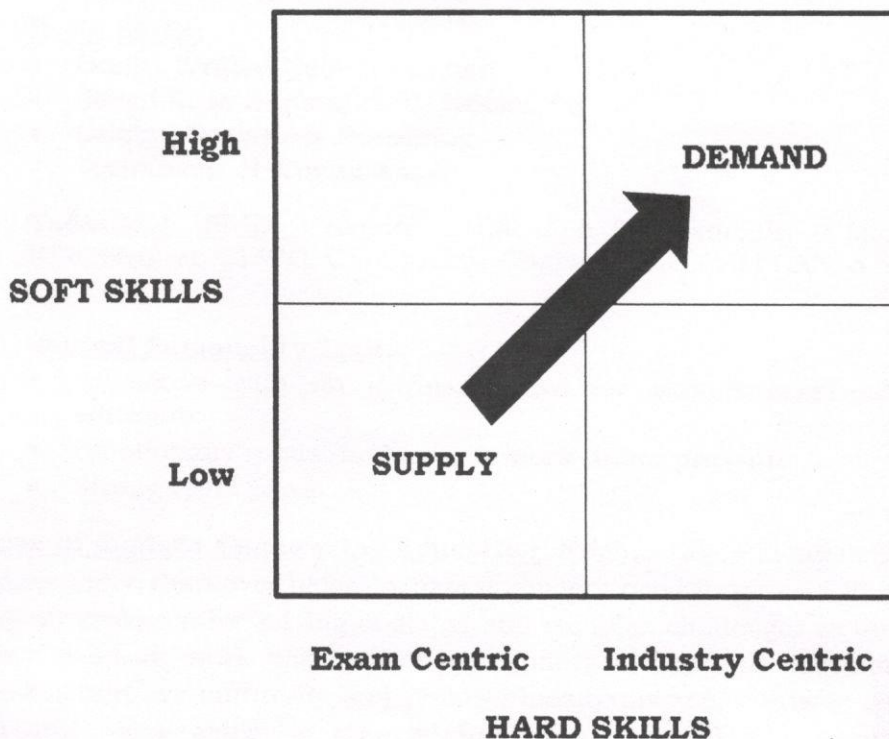 High
DEMAND
SOFT SKILLS
Low
SUPPLY
Exam Centric
Industry Centric
HARD SKILLS